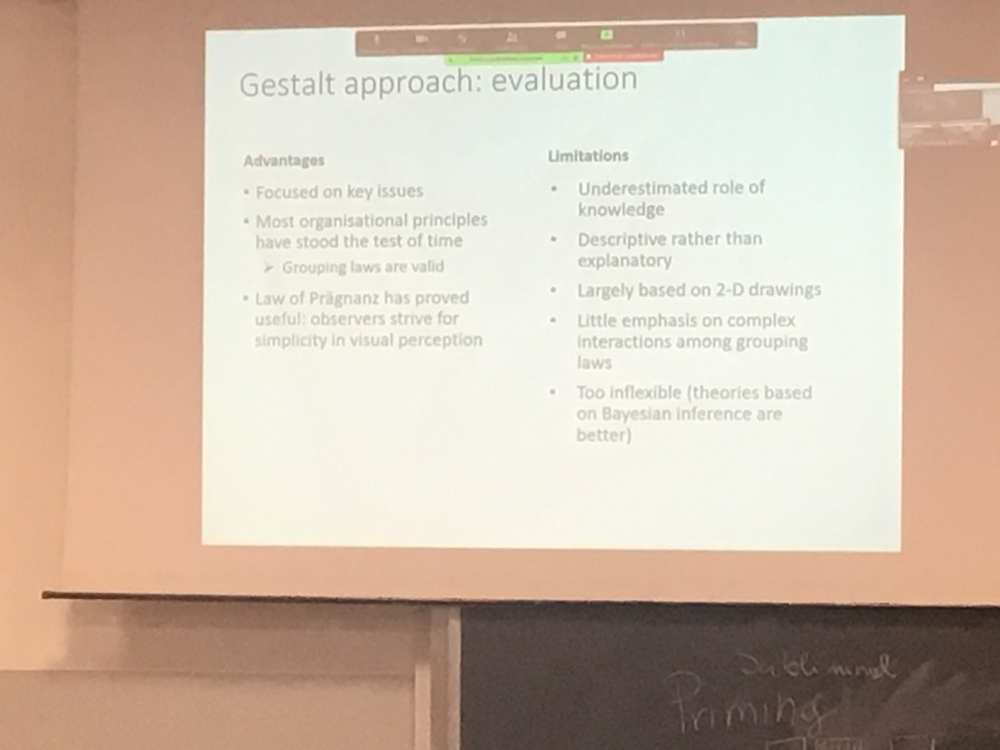 Gestalt approach: evaluation
Advantages
• Focused on key issues
• Most organisational principles
have stood the test of time
➢ Grouping laws are valid
• Law of Prägnanz has proved
useful: observers strive for
simplicity in visual perception
Limitations
• Underestimated role of
knowledge
• Descriptive rather than
explanatory
• Largely based on 2-D drawings
• Little emphasis on complex
interactions among grouping
laws
• Too inflexible (theories based
on Bayesian inference are
better)
Subliminal
Priming